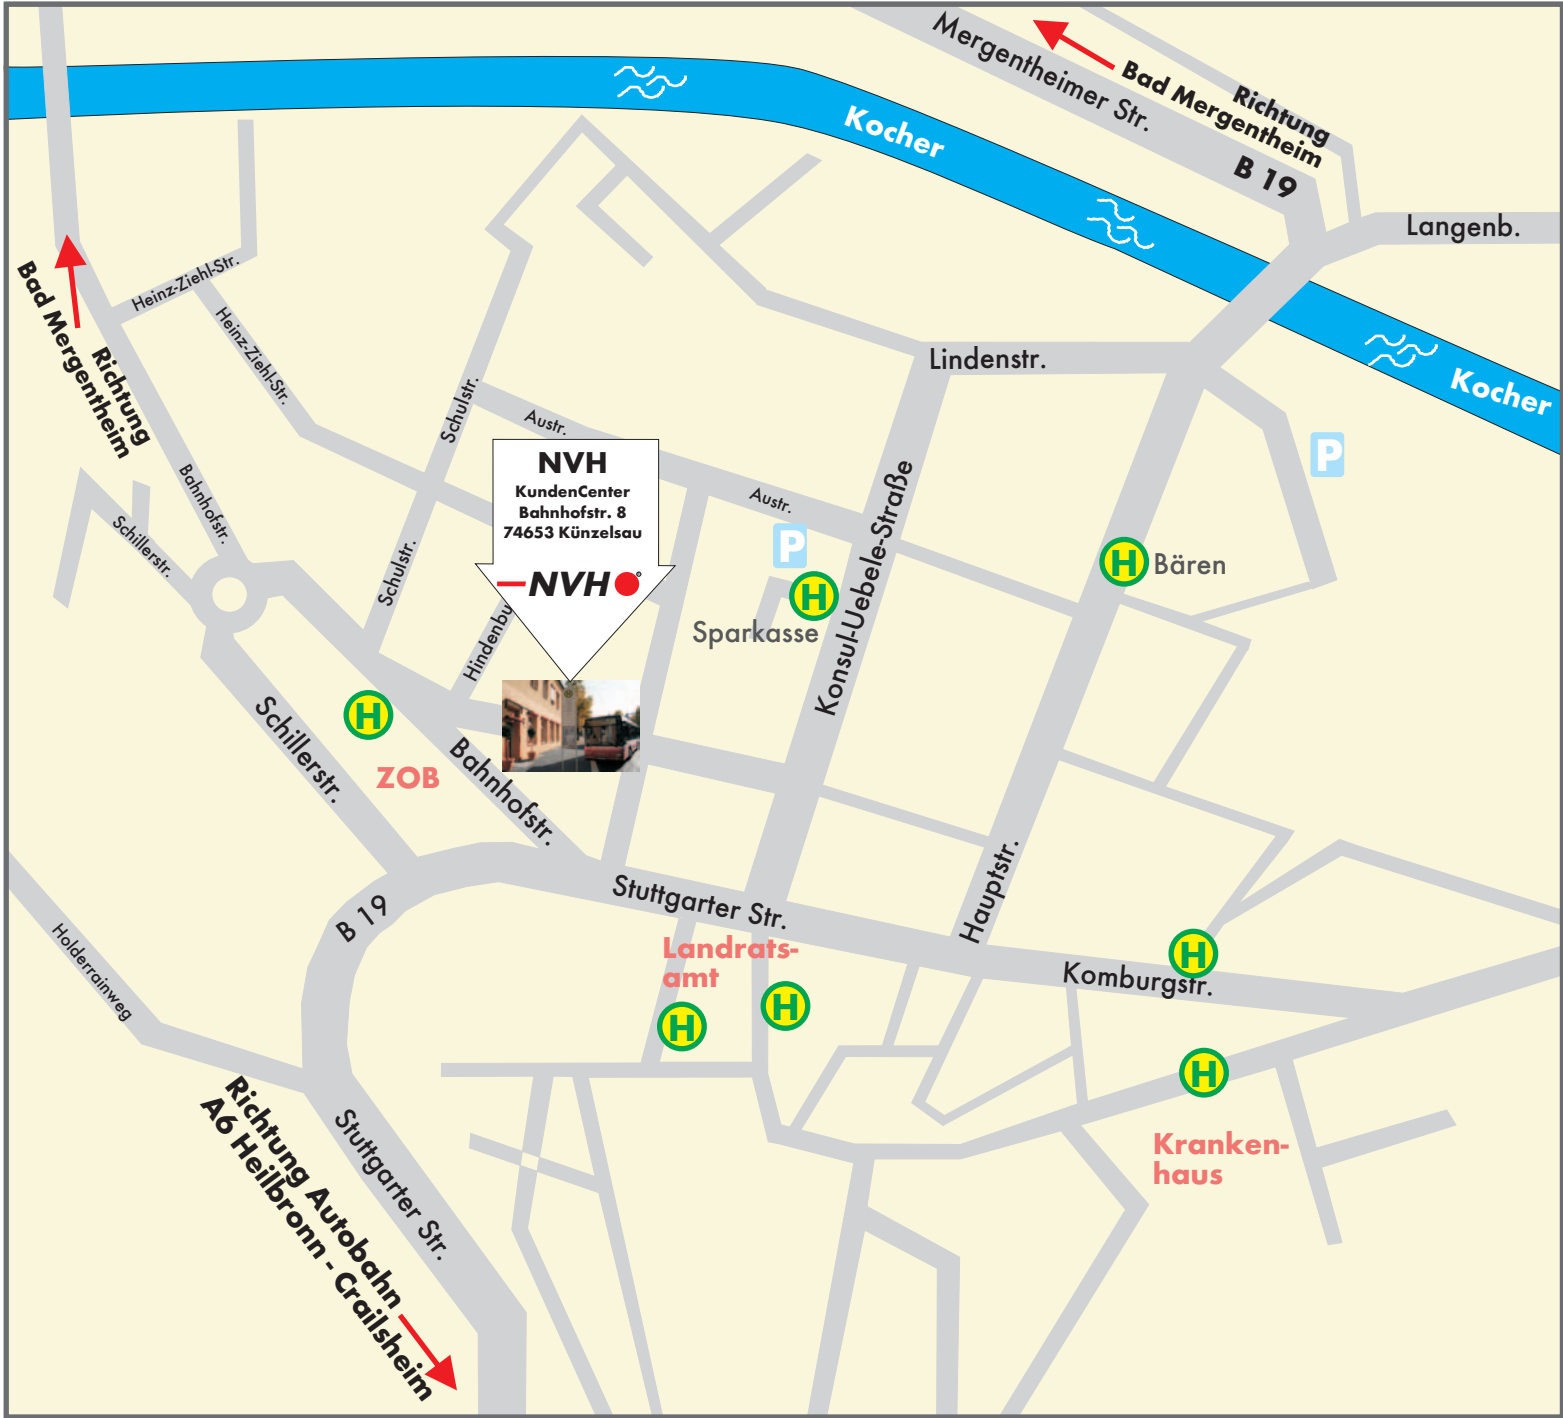 Mergentheimer Str.
Richtung
Bad Mergentheim
B 19
Kocher
Langenb.
Heinz-Ziehl-Str.
Heinz-Ziehl-Str.
Richtung
Bad Mergentheim
Lindenstr.
Kocher
Schulstr.
Austr.
Austr.
P
NVH
KundenCenter
Bahnhofstr. 8
74653 Künzelsau
NVH
Bahnhofstr.
Schillerstr.
Schulstr.
Hindenbu
P
H
Sparkasse
Konsul-Uebele-Straße
H
Bären
H
ZOB
Schillerstr.
Bahnhofstr.
Stuttgarter Str.
Hauptstr.
B 19
Holderrainweg
Landrats-
amt
H
H
H
Komburgstr.
H
Kranken-
haus
Stuttgarter Str.
Richtung Autobahn
A6 Heilbronn - Crailsheim